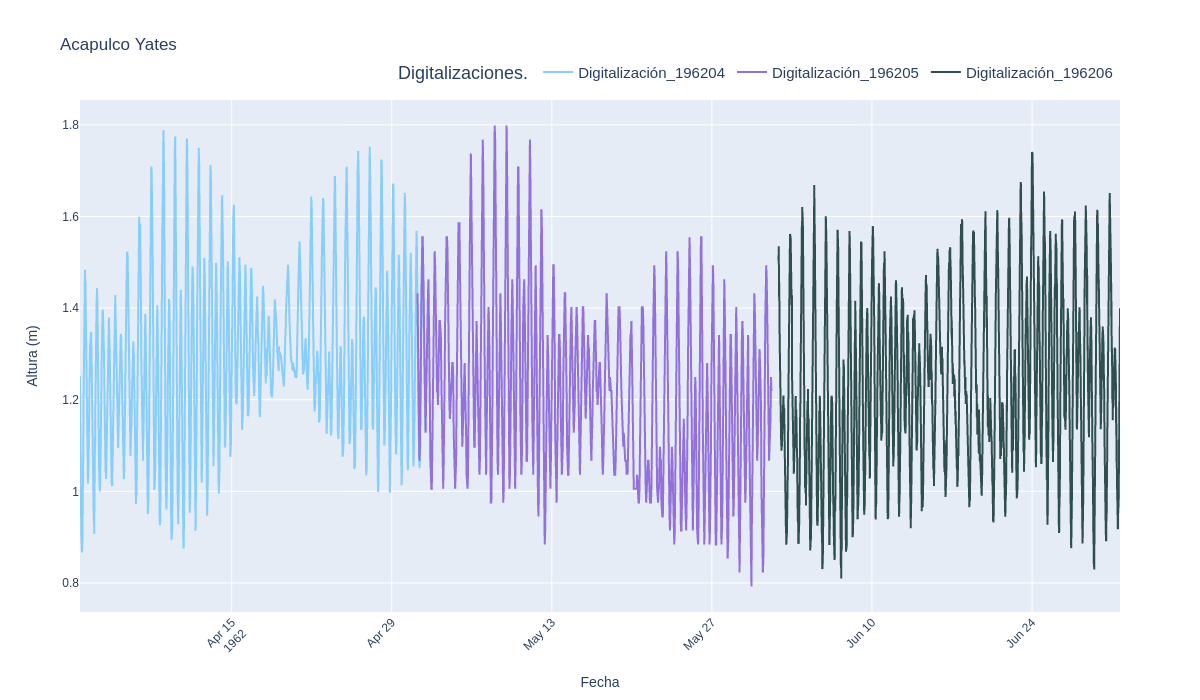 Acapulco Yates
Digitalizaciones. Digitalización_196204 Digitalización_196205 Digitalización_196206
1.8
1.6
1.4
1.2
1
0.8
Altura (m)
Apr 15
1962
Apr 29
May 13
May 27
Jun 10
Jun 24
Fecha